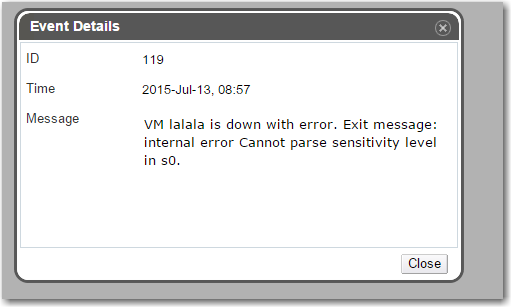 Event Details
ID 119
Time 2015-Jul-13, 08:57
Message VM lalala is down with error. Exit message:
internal error Cannot parse sensitivity level
in s0.
Close